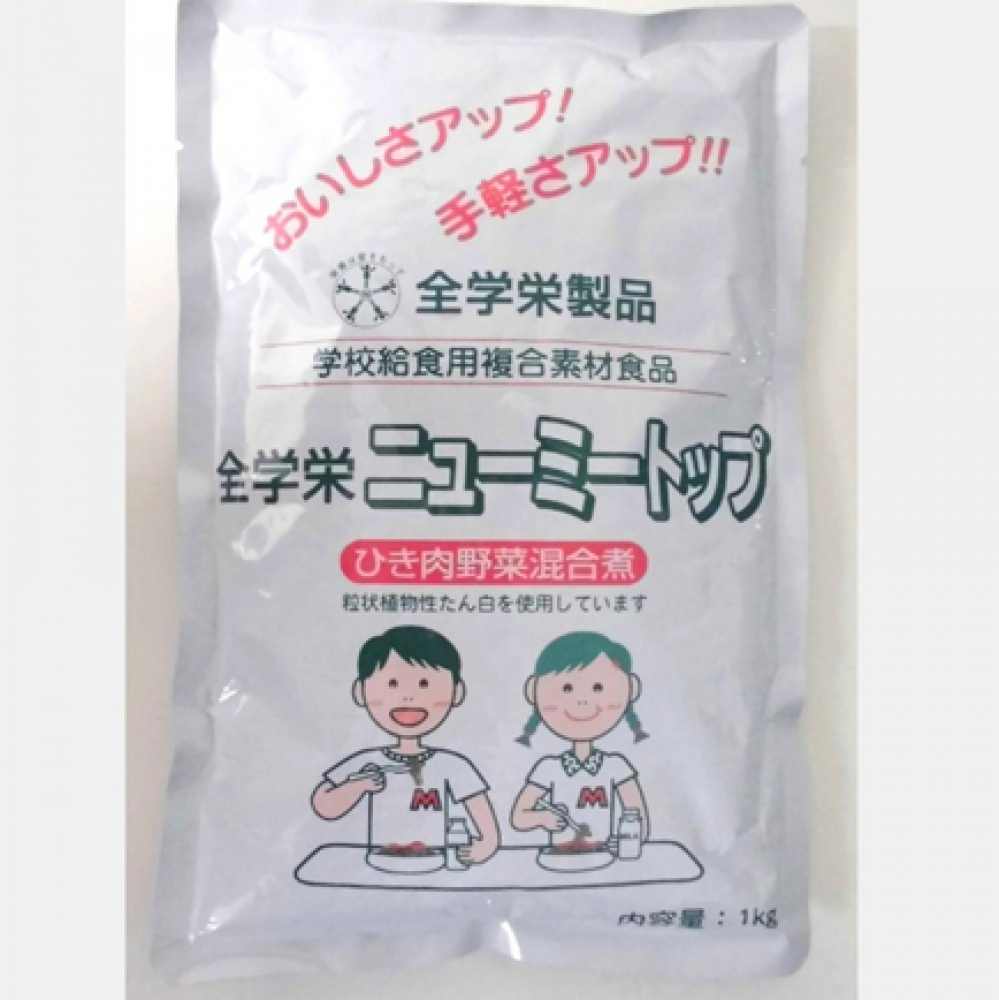 おいしさアップ!
手軽さアップ!!
全学栄製品
学校給食用複合素材食品
全学栄ニューミートップ
ひき肉野菜混合煮
粒状植物性たん白を使用しています
M
M
内容量:1kg